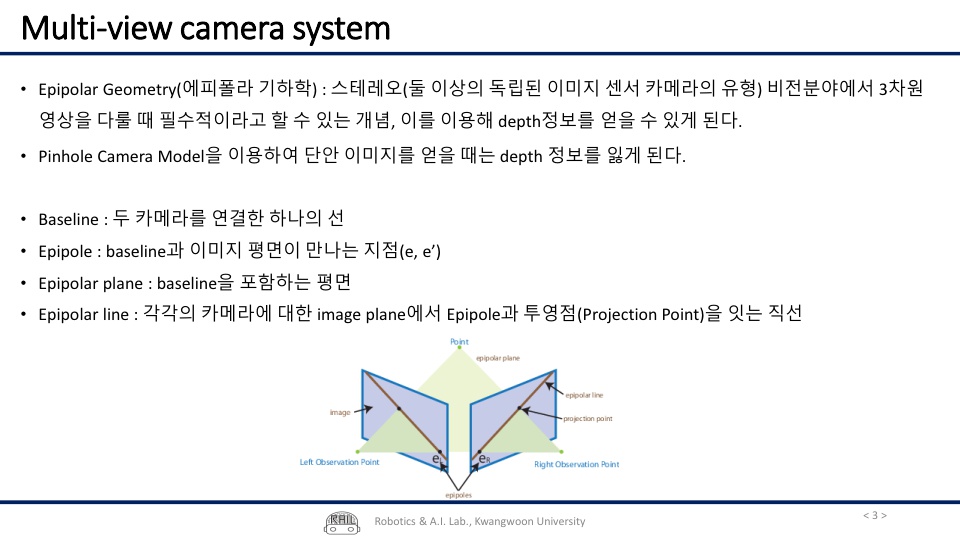 Multi-view camera system
• Epipolar Geometry(에피폴라 기하학) : 스테레오(둘 이상의 독립된 이미지 센서 카메라의 유형) 비전분야에서 3차원
영상을 다룰 때 필수적이라고 할 수 있는 개념, 이를 이용해 depth정보를 얻을 수 있게 된다.
• Pinhole Camera Model을 이용하여 단안 이미지를 얻을 때는 depth 정보를 잃게 된다.
• Baseline : 두 카메라를 연결한 하나의 선
• Epipole : baseline과 이미지 평면이 만나는 지점(e, e’)
• Epipolar plane : baseline을 포함하는 평면
• Epipolar line : 각각의 카메라에 대한 image plane에서 Epipole과 투영점(Projection Point)을 잇는 직선
Point
epipolar plane
epipolar line
image
projection point
Left Observation Point
e
eR
Right Observation Point
epipoles
RAIL
Robotics & A.I. Lab., Kwangwoon University
< 3 >